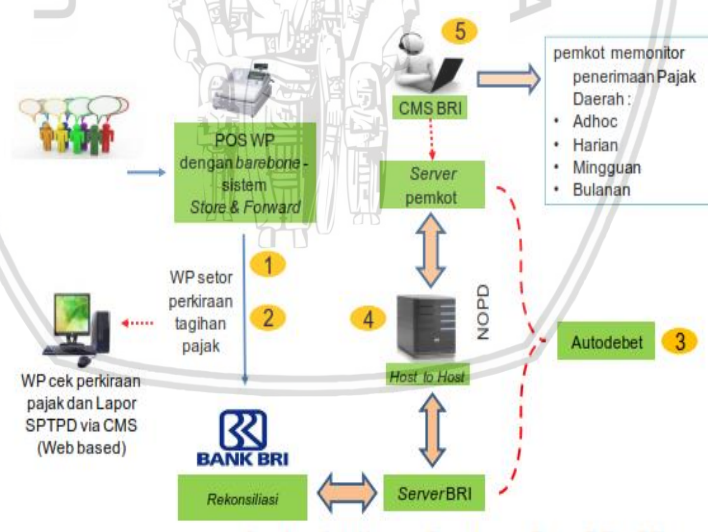 5
pemkot memonitor
penerimaan Pajak
Daerah :
• Adhoc
• Harian
• Mingguan
• Bulanan
CMS BRI
POS WP
dengan barebone -
sistem
Store & Forward
Server
pemkot
1
WP setor
perkiraan
tagihan
pajak
2
4
NOPD
Autodebet
3
Host to Host
WP cek perkiraan
pajak dan Lapor
SPTPD via CMS
(Web based)
BANK BRI
Rekonsiliasi
ServerBRI